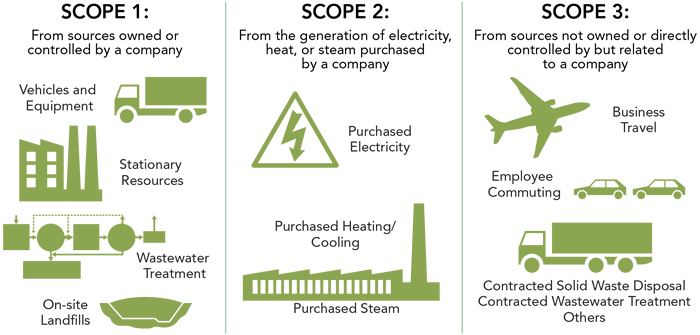 SCOPE 1:
From sources owned or
controlled by a company
Vehicles and
Equipment
Stationary
Resources
Wastewater
Treatment
On-site
Landfills
SCOPE 2:
From the generation of electricity,
heat, or steam purchased
by a company
Purchased
Electricity
Purchased Heating/
Cooling
Purchased Steam
SCOPE 3:
From sources not owned or directly
controlled by but related
to a company
Business
Travel
Employee
Commuting
Contracted Solid Waste Disposal
Contracted Wastewater Treatment
Others